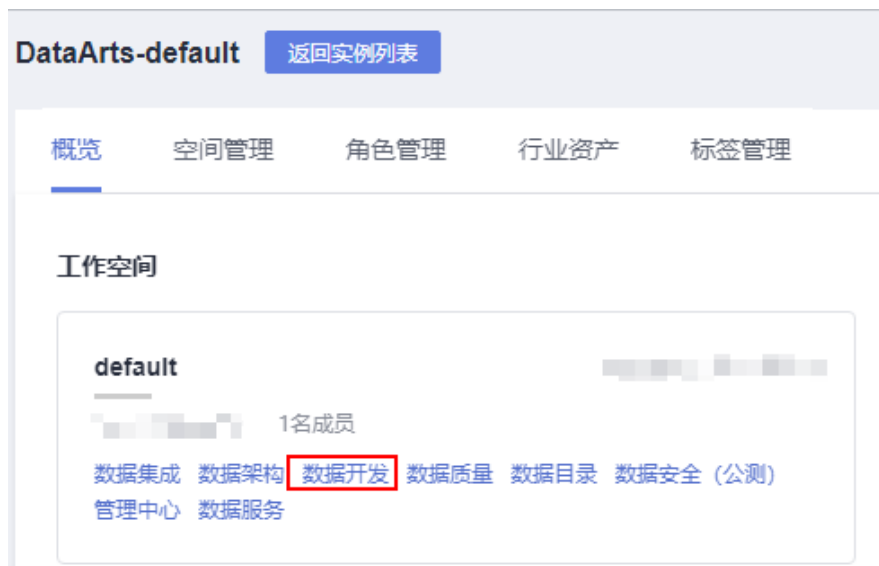 DataArts-default 返回实例列表
概览 空间管理 角色管理 行业资产 标签管理
工作空间
default
1名成员
数据集成 数据架构 数据开发 数据质量 数据目录 数据安全（公测）
管理中心 数据服务